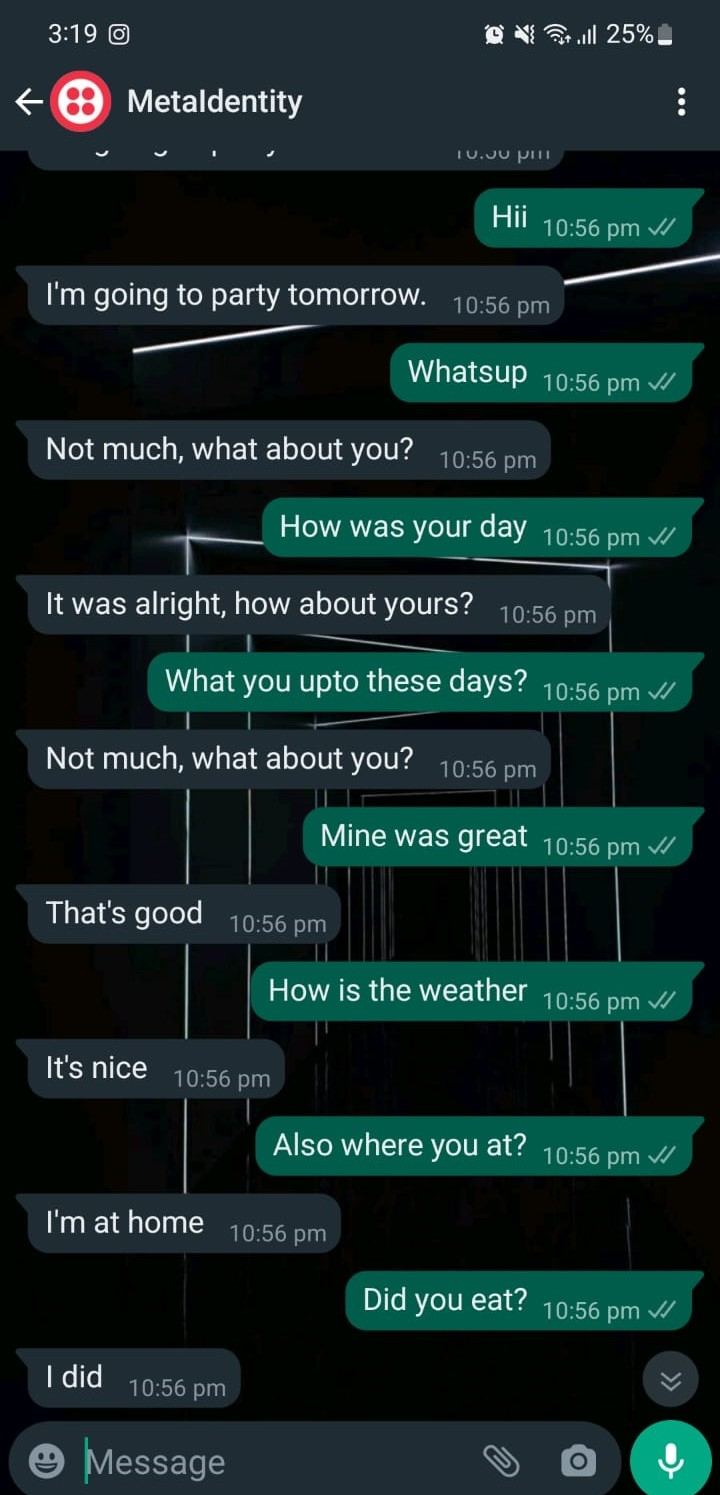 3:19 25%
MetaIdentity
Hii 10:56 pm
I'm going to party tomorrow. 10:56 pm
Whatsup 10:56 pm
Not much, what about you? 10:56 pm
How was your day 10:56 pm
It was alright, how about yours? 10:56 pm
What you upto these days? 10:56 pm
Not much, what about you? 10:56 pm
Mine was great 10:56 pm
That's good 10:56 pm
How is the weather 10:56 pm
It's nice 10:56 pm
Also where you at? 10:56 pm
I'm at home 10:56 pm
Did you eat? 10:56 pm
I did 10:56 pm
Message